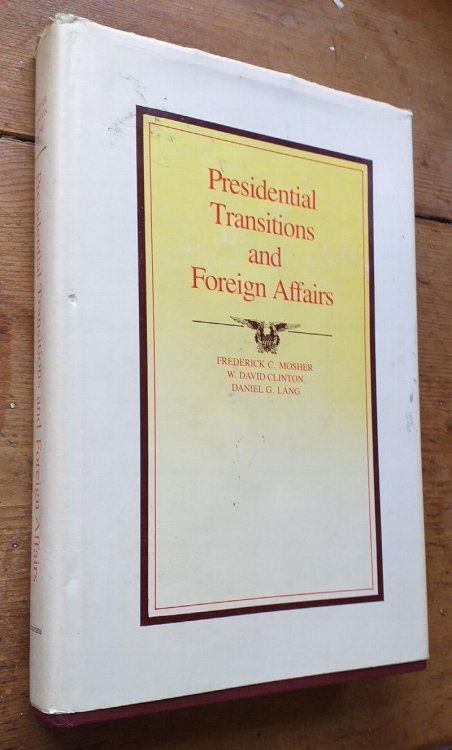 Presidential
Transitions
and
Foreign Affairs
FREDERICK C. MOSHER
W. DAVID CLINTON
DANIEL G. LANG
Presidential Transitions and Foreign Affairs